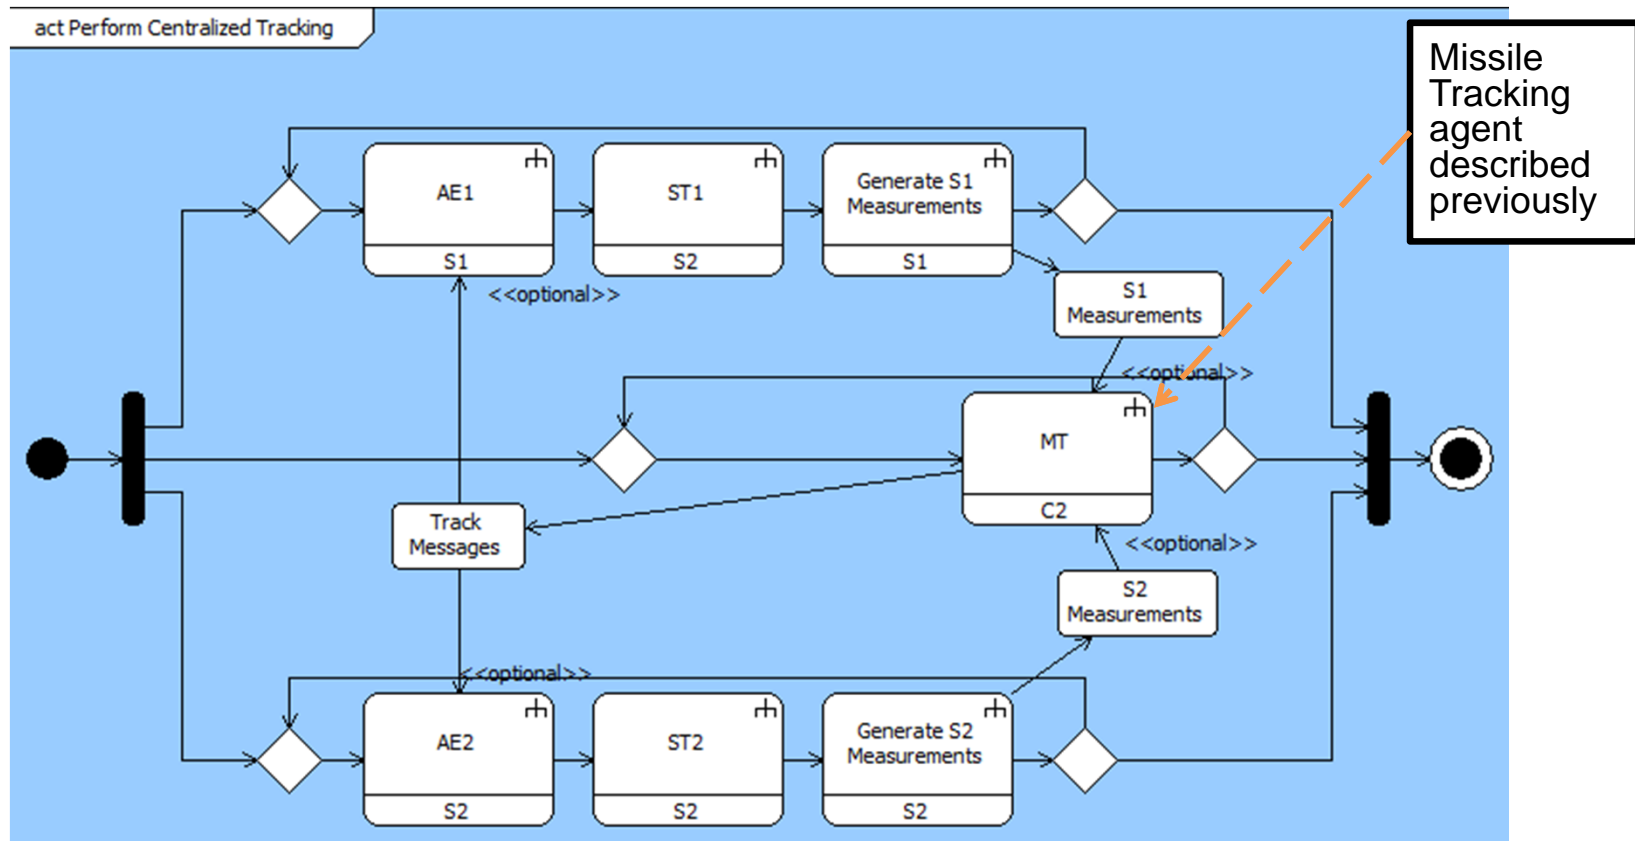 act Perform Centralized Tracking
Missile
Tracking
agent
described
previously
AE1
S1
ST1
S2
Generate S1
Measurements
S1
<<optional>>
S1
Measurements
<<optional>>
MT
C2
Track
Messages
<<optional>>
S2
Measurements
<<optional>>
AE2
S2
ST2
S2
Generate S2
Measurements
S2